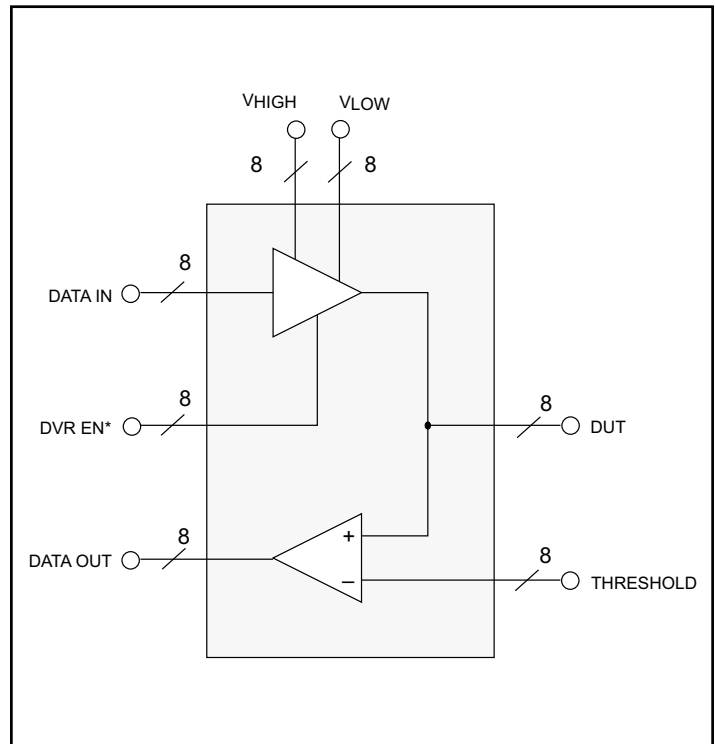 VHIGH VLOW
8 8
8
DATA IN
8
DVR EN*
8
DUT
+
8
DATA OUT
–
8
THRESHOLD